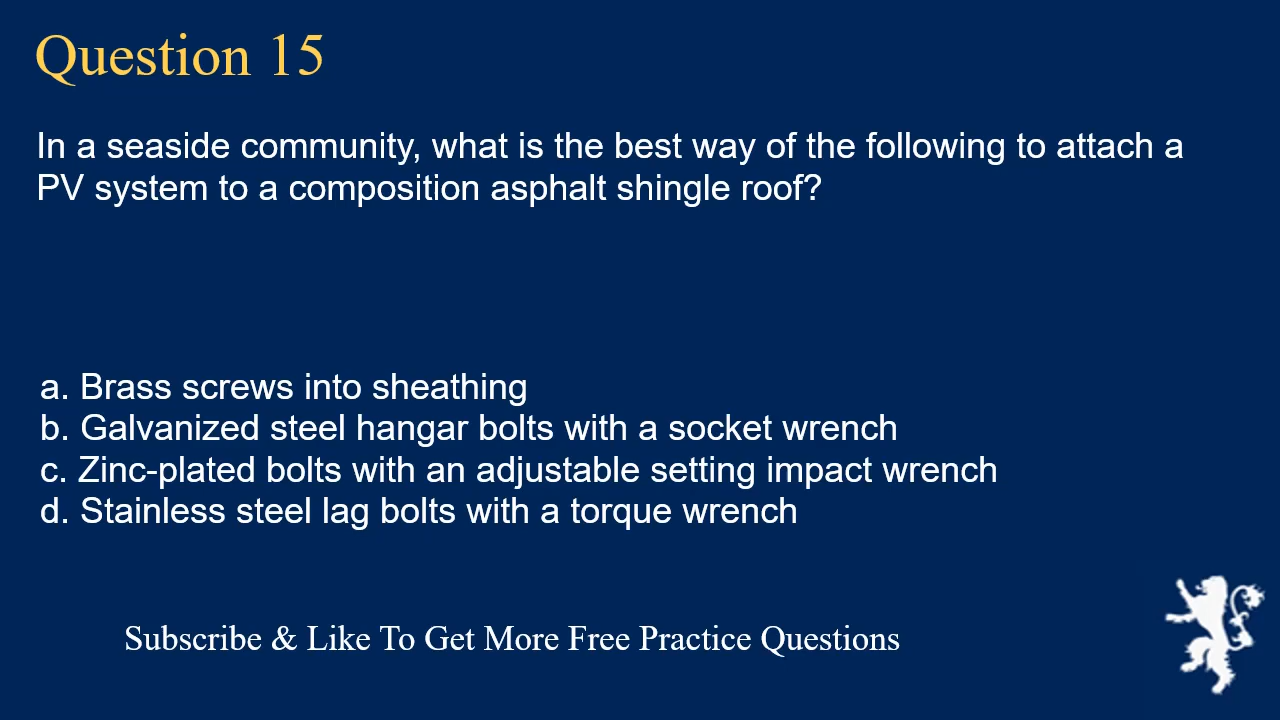 Question 15
In a seaside community, what is the best way of the following to attach a
PV system to a composition asphalt shingle roof?
a. Brass screws into sheathing
b. Galvanized steel hangar bolts with a socket wrench
c. Zinc-plated bolts with an adjustable setting impact wrench
d. Stainless steel lag bolts with a torque wrench
Subscribe & Like To Get More Free Practice Questions